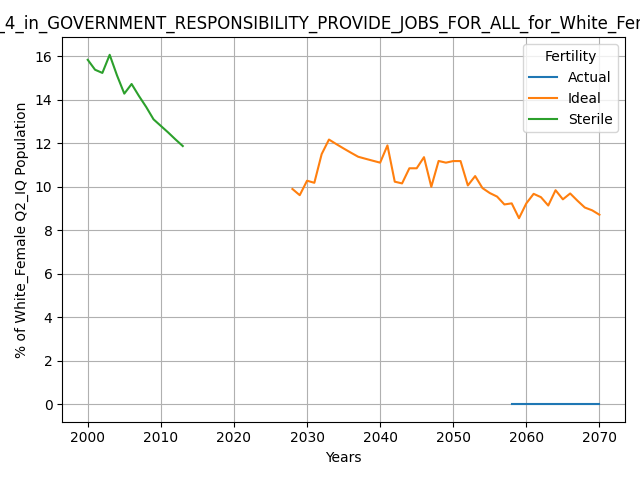 _4_in_GOVERNMENT_RESPONSIBILITY_PROVIDE_JOBS_FOR_ALL_for_White_Fe
Fertility
Actual
Ideal
Sterile
% of White_Female Q2_IQ Population
16
14
12
10
8
6
4
2
0
2000 2010 2020 2030 2040 2050 2060 2070
Years